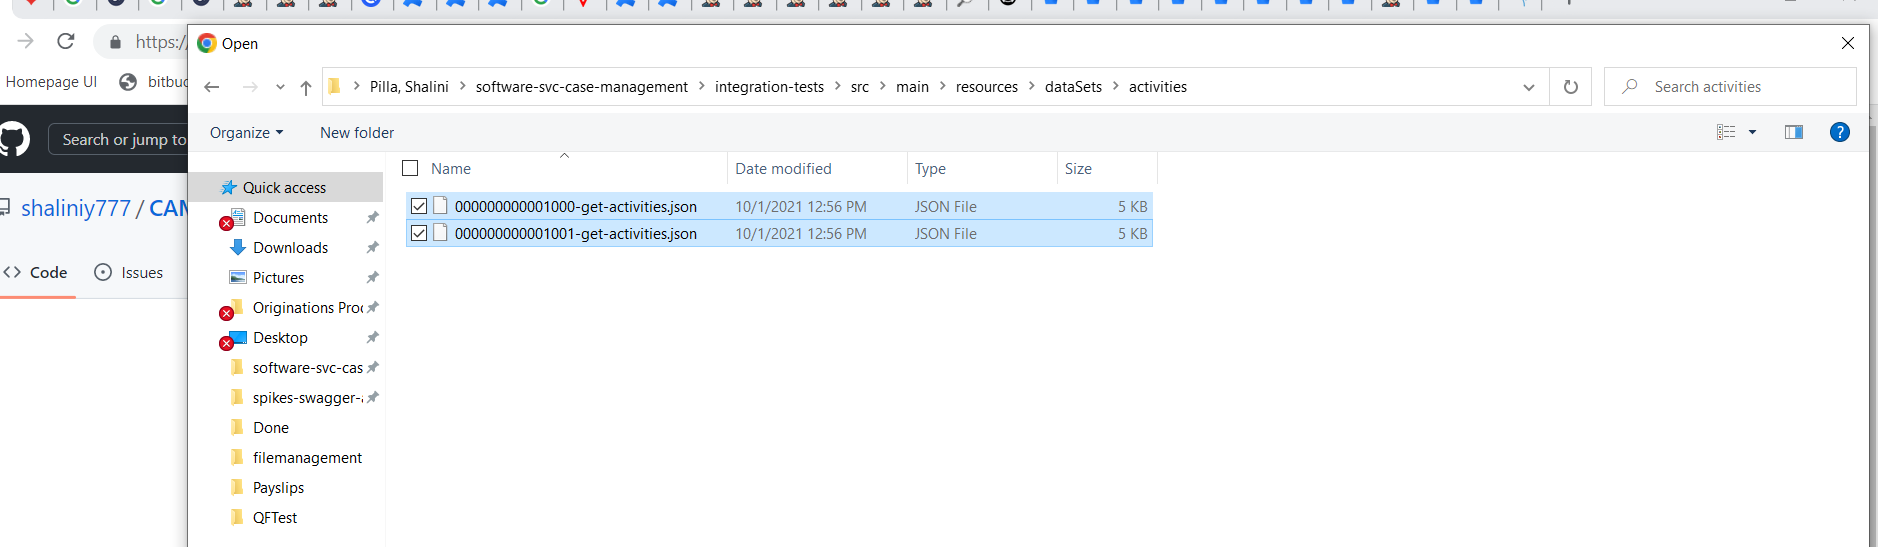 Open
https://
Pilla, Shalini > software-svc-case-management > integration-tests > src > main > resources > dataSets > activities
Search activities
Homepage UI
Organize
New folder
?
Search or jump to
Name
Date modified
Type
Size
Quick access
shaliniy777 /
Documents
Downloads
Pictures
Originations
Desktop
software-svc-cas
spikes-swagger-
Done
filemanagement
Payslips
QFTest
000000000001000-get-activities.json
10/1/2021 12:56 PM
JSON File
5 KB
000000000001001-get-activities.json
10/1/2021 12:56 PM
JSON File
5 KB
Code
Issues